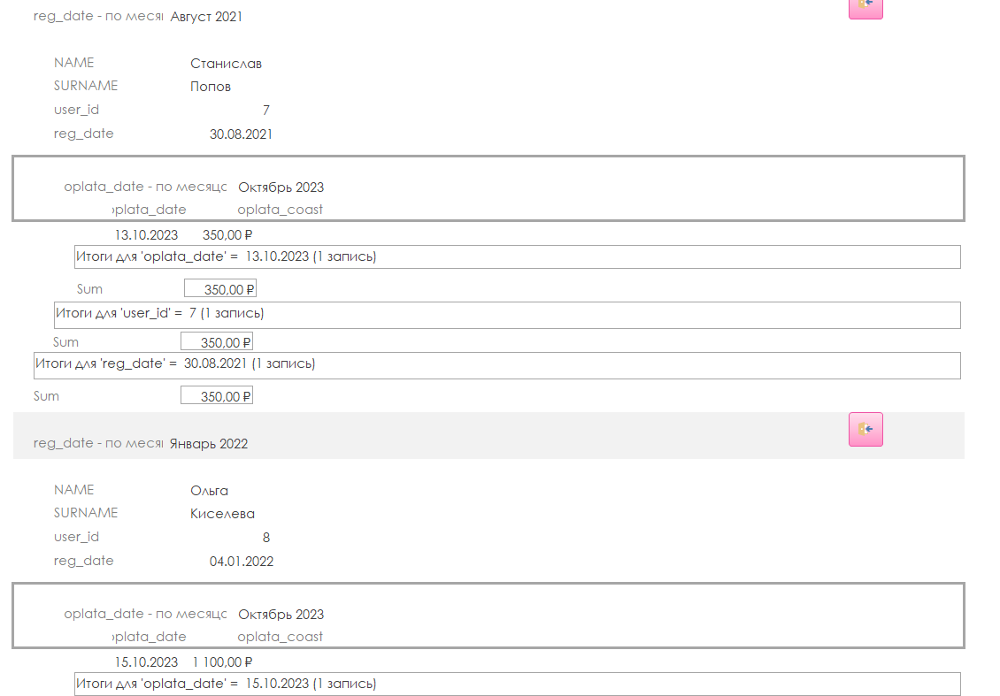 reg_date - по меся Август 2021
NAME Станислав
SURNAME Попов
user_id 7
reg_date 30.08.2021
oplata_date - по месяцс Октябрь 2023
oplata_date oplata_coast
13.10.2023 350,00 ₽
Итоги для 'oplata_date' = 13.10.2023 (1 запись)
Sum 350,00 ₽
Итоги для 'user_id' = 7 (1 запись)
Sum 350,00 ₽
Итоги для 'reg_date' = 30.08.2021 (1 запись)
Sum 350,00 ₽
reg_date - по меся Январь 2022
NAME Ольга
SURNAME Киселева
user_id 8
reg_date 04.01.2022
oplata_date - по месяцс Октябрь 2023
oplata_date oplata_coast
15.10.2023 1 100,00 ₽
Итоги для 'oplata_date' = 15.10.2023 (1 запись)